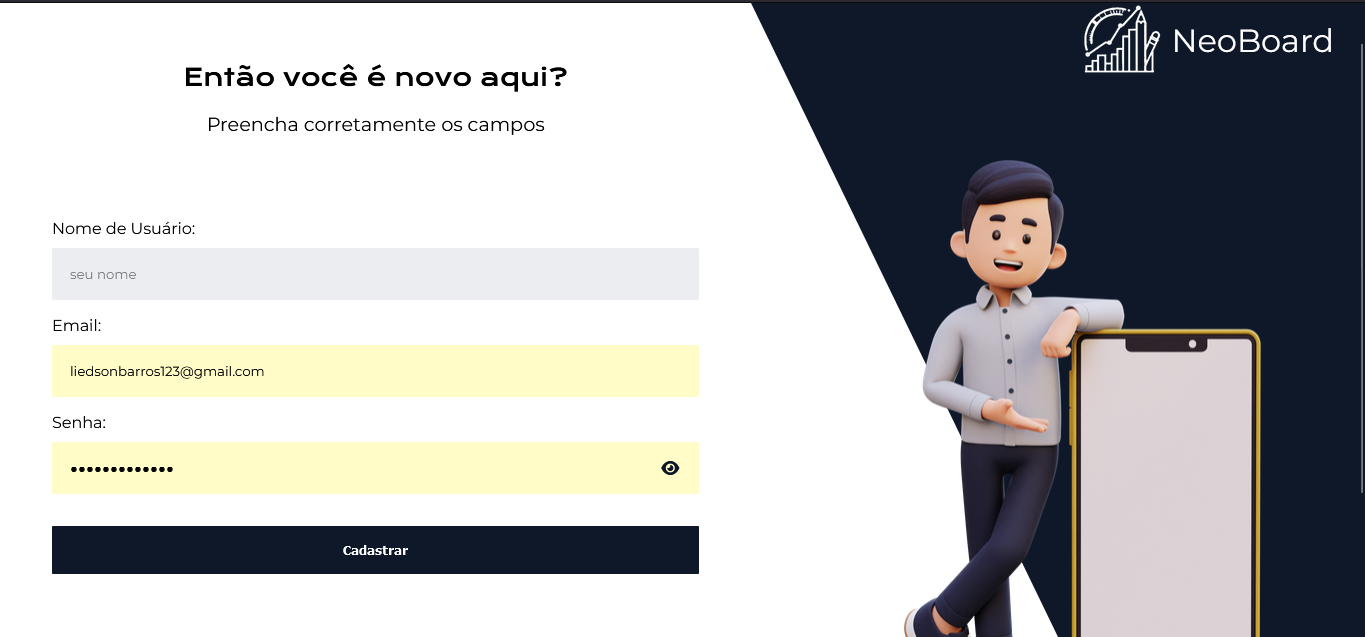 NeoBoard
Então você é novo aqui?
Preencha corretamente os campos
Nome de Usuário:
seu nome
Email:
liedsonbarros123@gmail.com
Senha:
•••••••••••••
Cadastrar